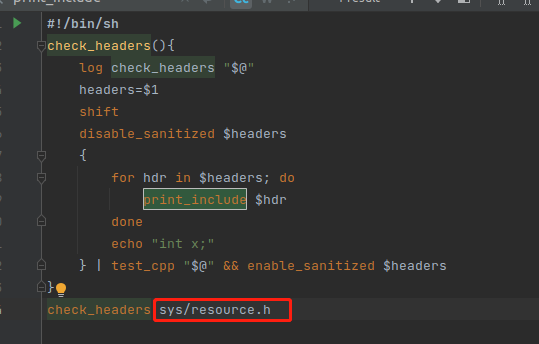 #!/bin/sh
check_headers(){
log check_headers "$@"
headers=$1
shift
disable_sanitized $headers
{
for hdr in $headers; do
print_include $hdr
done
echo "int x;"
} | test_cpp "$@" && enable_sanitized $headers
}
check_headers sys/resource.h